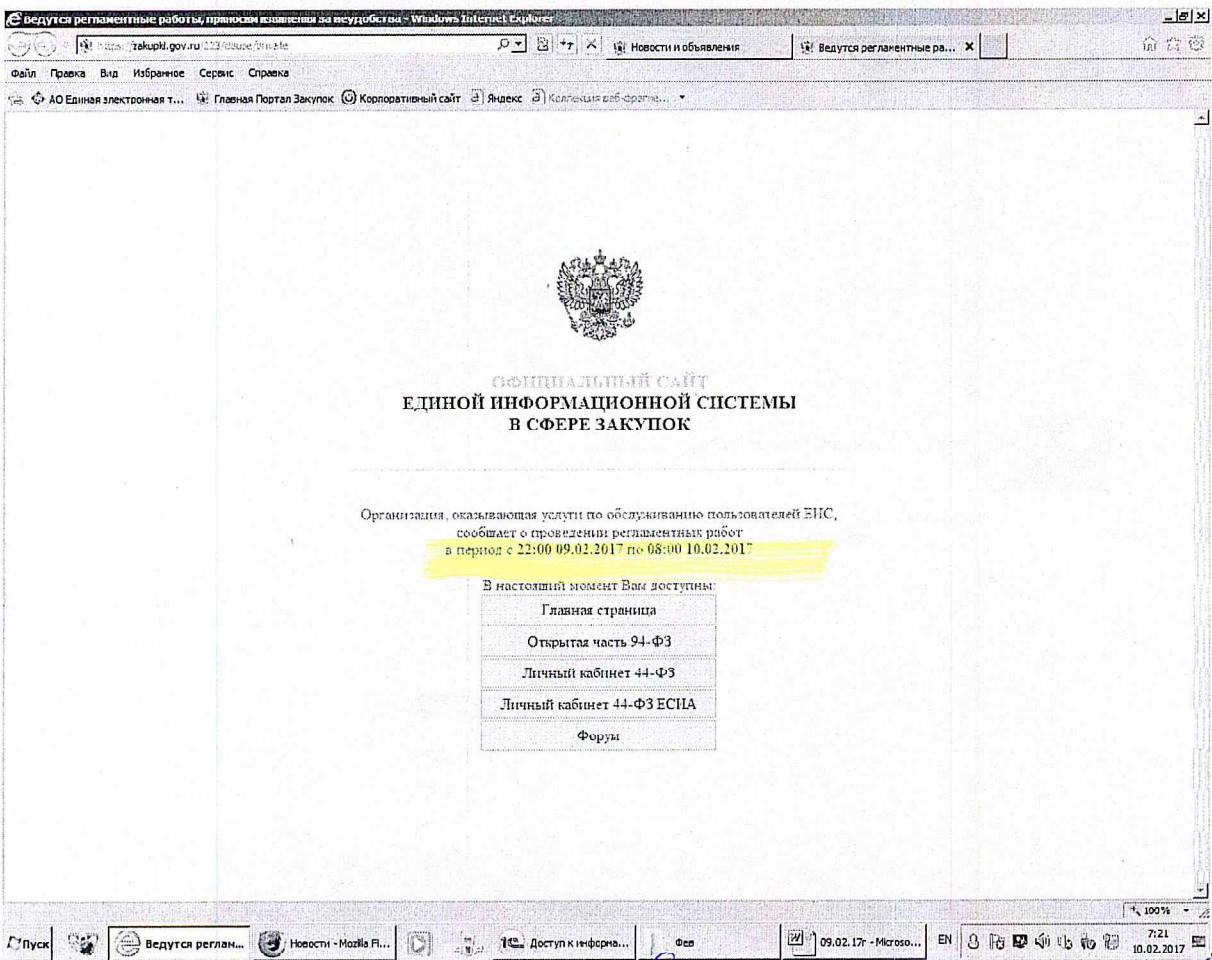 Ведутся регламентные работы, приносим извинения за неудобства - Windows Internet Explorer
https://zakupki.gov.ru/223/
Новости и объявления
Ведутся регламентные ра...
Файл Правка Вид Избранное Сервис Справка
АО Единая электронная т... Главная Портал Закупок Корпоративный сайт Яндекс Коллекция веб-фрагме...
ОФИЦИАЛЬНЫЙ САЙТ
ЕДИНОЙ ИНФОРМАЦИОННОЙ СИСТЕМЫ
В СФЕРЕ ЗАКУПОК
Организация, оказывающая услуги по обслуживанию пользователей ЕИС,
сообщает о проведении регламентных работ
в период с 22:00 09.02.2017 по 08:00 10.02.2017
В настоящий момент Вам доступны:
Главная страница
Открытая часть 94-ФЗ
Личный кабинет 44-ФЗ
Личный кабинет 44-ФЗ ЕСИА
Форум
100%
Пуск
Ведутся реглам...
Новости - Mozilla Fi...
Доступ к информа...
Фев
09.02.17г - Microso...
EN
7:21
10.02.2017